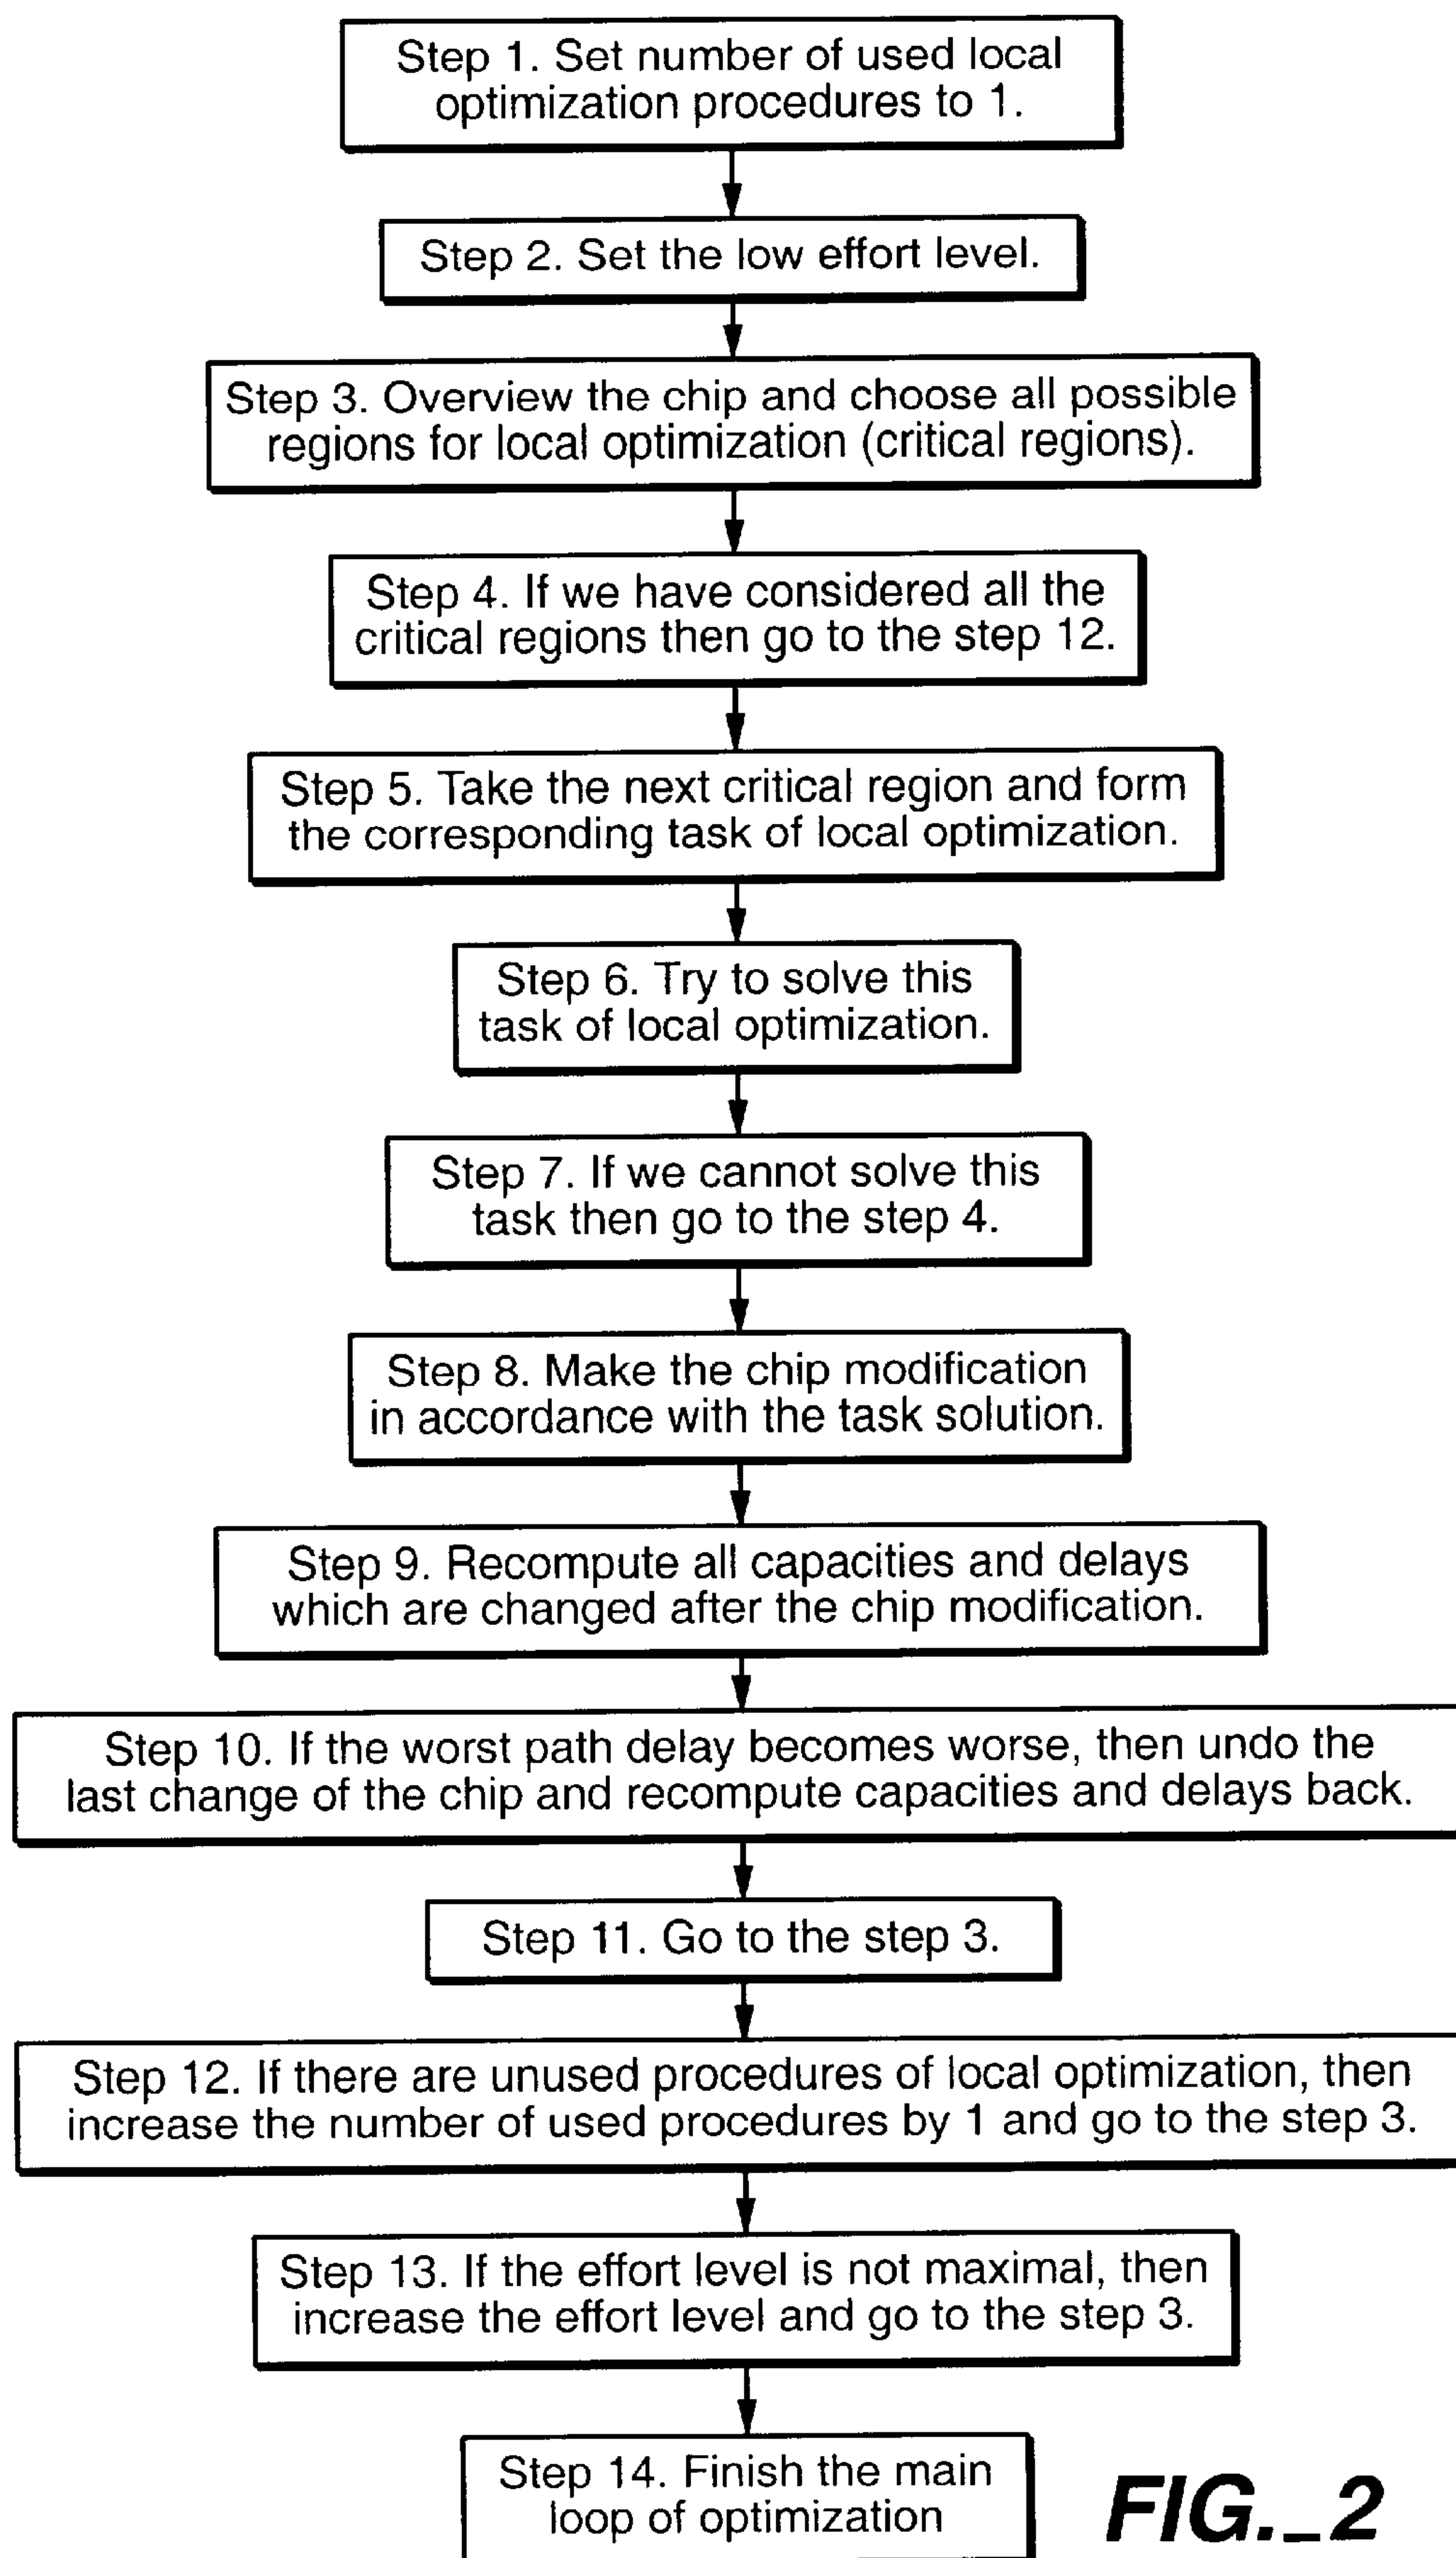 Step 1. Set number of used local
optimization procedures to 1.
Step 2. Set the low effort level.
Step 3. Overview the chip and choose all possible
regions for local optimization (critical regions).
Step 4. If we have considered all the
critical regions then go to the step 12.
Step 5. Take the next critical region and form
the corresponding task of local optimization.
Step 6. Try to solve this
task of local optimization.
Step 7. If we cannot solve this
task then go to the step 4.
Step 8. Make the chip modification
in accordance with the task solution.
Step 9. Recompute all capacities and delays
which are changed after the chip modification.
Step 10. If the worst path delay becomes worse, then undo the
last change of the chip and recompute capacities and delays back.
Step 11. Go to the step 3.
Step 12. If there are unused procedures of local optimization, then
increase the number of used procedures by 1 and go to the step 3.
Step 13. If the effort level is not maximal, then
increase the effort level and go to the step 3.
Step 14. Finish the main
loop of optimization
FIG._2